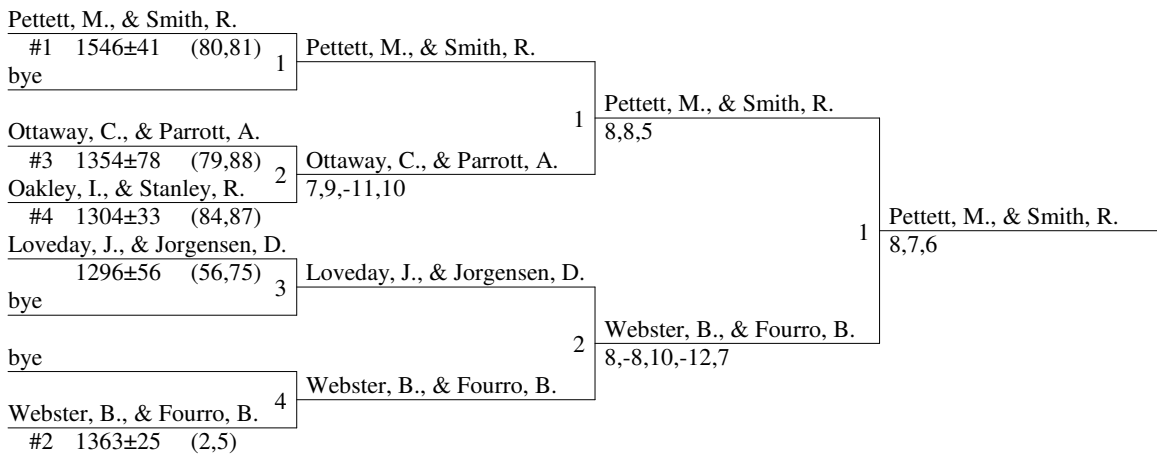 Pettett, M., & Smith, R.
#1 1546±41 (80,81)
bye
1
Pettett, M., & Smith, R.
Ottaway, C., & Parrott, A.
#3 1354±78 (79,88)
Oakley, I., & Stanley, R.
#4 1304±33 (84,87)
2
Ottaway, C., & Parrott, A.
7,9,-11,10
1
Pettett, M., & Smith, R.
8,8,5
Loveday, J., & Jorgensen, D.
1296±56 (56,75)
bye
3
Loveday, J., & Jorgensen, D.
bye
Webster, B., & Fourro, B.
#2 1363±25 (2,5)
4
Webster, B., & Fourro, B.
2
Webster, B., & Fourro, B.
8,-8,10,-12,7
1
Pettett, M., & Smith, R.
8,7,6